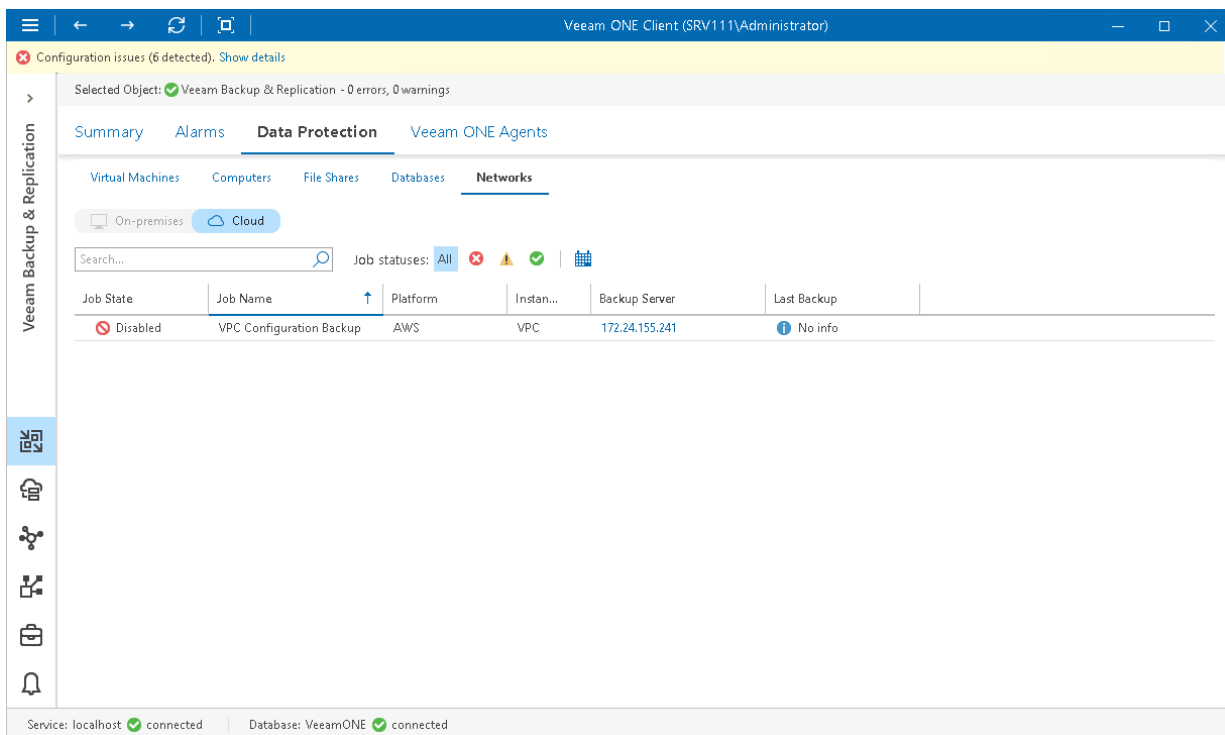 Veeam ONE Client (SRV111\Administrator)
Configuration issues (6 detected). Show details
Selected Object: Veeam Backup & Replication - 0 errors, 0 warnings
Veeam Backup & Replication
Summary Alarms Data Protection Veeam ONE Agents
Virtual Machines Computers File Shares Databases Networks
On-premises Cloud
Search... Job statuses: All
Job State Job Name Platform Instan... Backup Server Last Backup
Disabled VPC Configuration Backup AWS VPC 172.24.155.241 No info
Service: localhost connected Database: VeeamONE connected